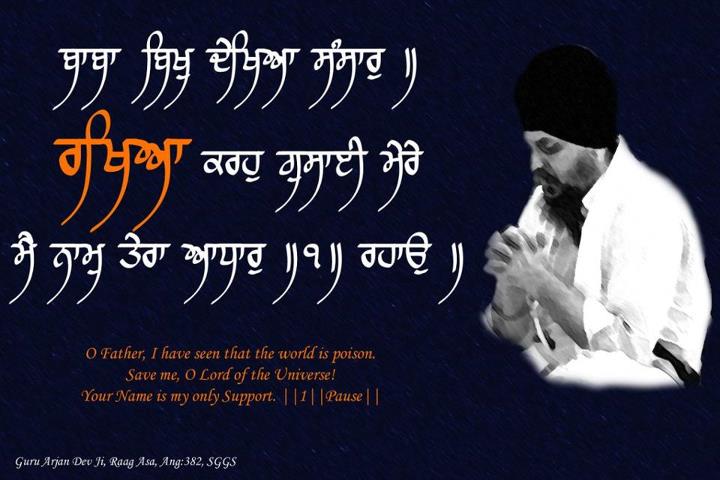 ਬਾਬਾ ਬਿਖੁ ਦੇਖਿਆ ਸੰਸਾਰੁ ॥
ਰਖਿਆ ਕਰਹੁ ਗੁਸਾਈ ਮੇਰੇ
ਮੈ ਨਾਮੁ ਤੇਰਾ ਆਧਾਰੁ ॥੧॥ ਰਹਾਉ ॥
O Father, I have seen that the world is poison.
Save me, O Lord of the Universe!
Your Name is my only Support. ||1||Pause||
Guru Arjan Dev Ji, Raag Asa, Ang:382, SGGS